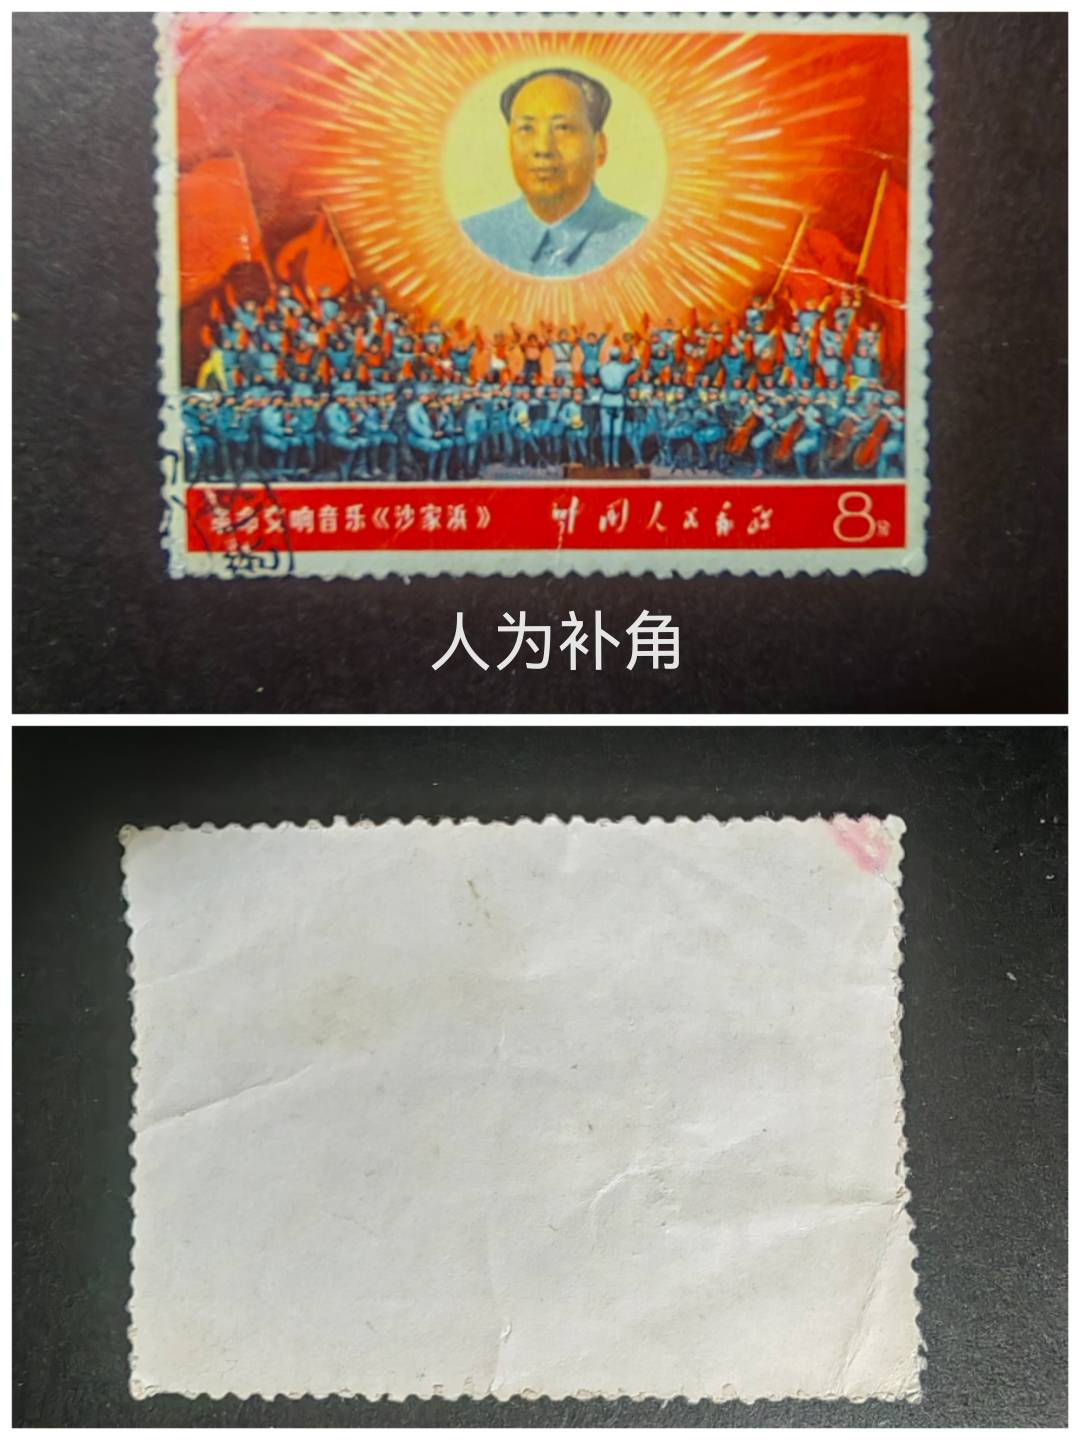 革命交响音乐《沙家浜》 中国人民邮政 8分
人为补角